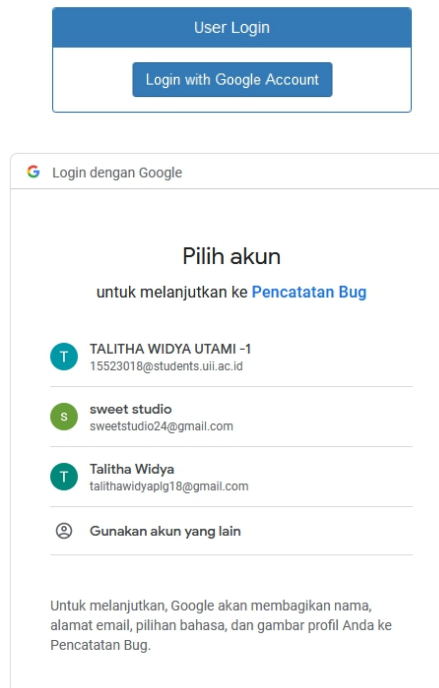 User Login
Login with Google Account
Login dengan Google
Pilih akun
untuk melanjutkan ke Pencatatan Bug
T
TALITHA WIDYA UTAMI -1
15523018@students.uii.ac.id
s
sweet studio
sweetstudio24@gmail.com
T
Talitha Widya
talithawidyaplg18@gmail.com
Gunakan akun yang lain
Untuk melanjutkan, Google akan membagikan nama,
alamat email, pilihan bahasa, dan gambar profil Anda ke
Pencatatan Bug.